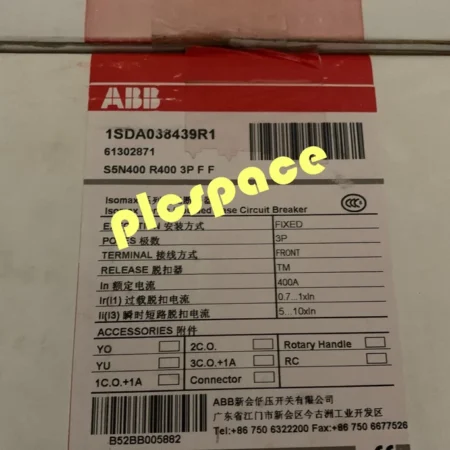 ABB
1SDA038439R1
61302871
S5N400 R400 3P F F
plcspace
Isomax
Isomax Case Circuit Breaker
安装方式 FIXED
POLES 极数 3P
TERMINAL 接线方式 FRONT
RELEASE 脱扣器 TM
In 额定电流 400A
Ir(I1) 过载脱扣电流 0.7...1xIn
Ii(I3) 瞬时短路脱扣电流 5...10xIn
ACCESSORIES 附件
YO 2C.O. Rotary Handle
YU 3C.O.+1A RC
1C.O.+1A Connector
ABB新会低压开关有限公司
广东省江门市新会区今古洲工业开发区
B52BB005882 Tel:+86 750 6322200 Fax:+86 750 6677526